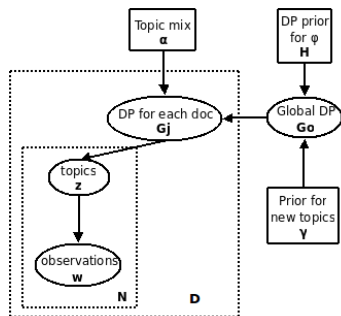 Topic mix
α
DP prior
for φ
H
DP for each doc
Gj
Global DP
Go
topics
z
Prior for
new topics
γ
observations
w
N
D